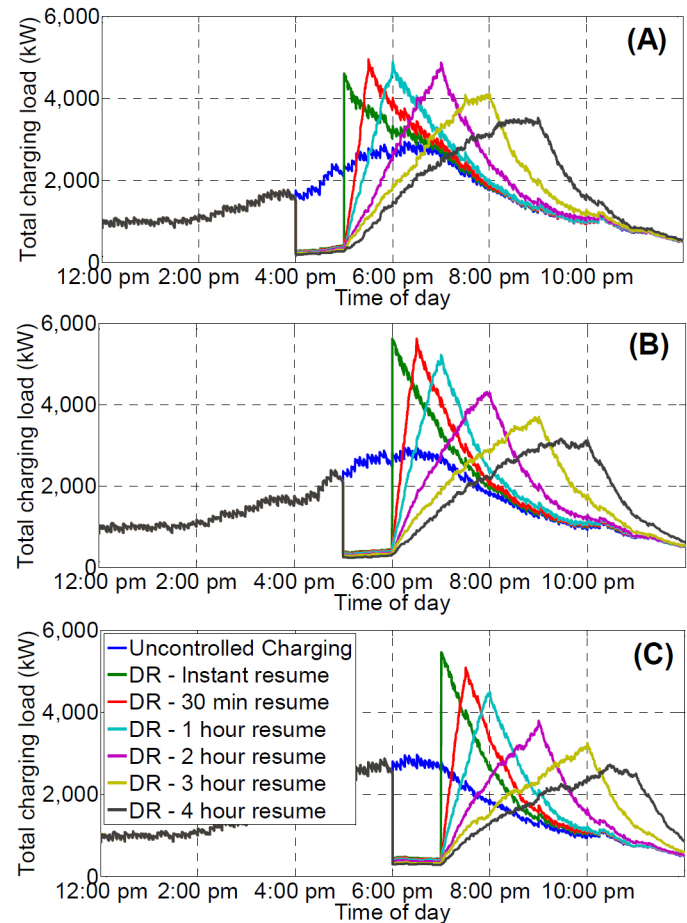 6,000
(A)
4,000
2,000
0
Total charging load (kW)
12:00 pm 2:00 pm 4:00 pm 6:00 pm 8:00 pm 10:00 pm
Time of day
6,000
(B)
4,000
2,000
0
Total charging load (kW)
12:00 pm 2:00 pm 4:00 pm 6:00 pm 8:00 pm 10:00 pm
Time of day
6,000
(C)
4,000
2,000
0
Total charging load (kW)
Uncontrolled Charging
DR - Instant resume
DR - 30 min resume
DR - 1 hour resume
DR - 2 hour resume
DR - 3 hour resume
DR - 4 hour resume
12:00 pm 2:00 pm 4:00 pm 6:00 pm 8:00 pm 10:00 pm
Time of day